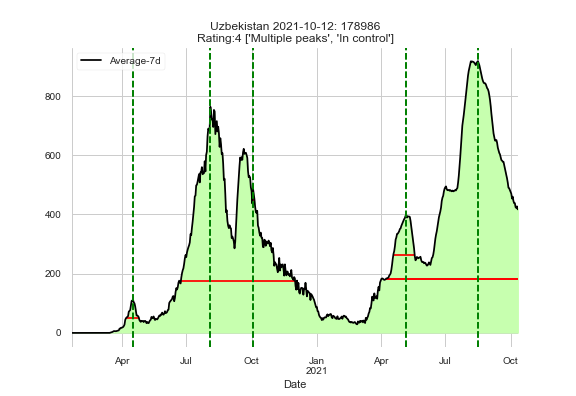 Uzbekistan 2021-10-12: 178986
Rating:4 ['Multiple peaks', 'In control']
Average-7d
800
600
400
200
0
Apr Jul Oct Jan Apr Jul Oct
2021
Date